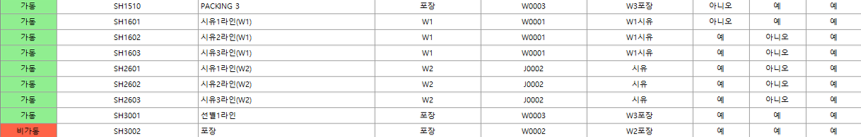 가동 SH1510 PACKING 3 포장 W0003 W3포장 아니오 예 예
가동 SH1601 시유1라인(W1) W1 W0001 W1시유 아니오 예 예
가동 SH1602 시유2라인(W1) W1 W0001 W1시유 예 아니오 예
가동 SH1603 시유3라인(W1) W1 W0001 W1시유 예 아니오 예
가동 SH2601 시유1라인(W2) W2 J0002 시유 예 아니오 예
가동 SH2602 시유2라인(W2) W2 J0002 시유 예 아니오 예
가동 SH2603 시유3라인(W2) W2 J0002 시유 예 아니오 예
가동 SH3001 선별1라인 포장 W0003 W3포장 예 예 예
비가동 SH3002 포장 포장 W0002 W2포장 예 예 예